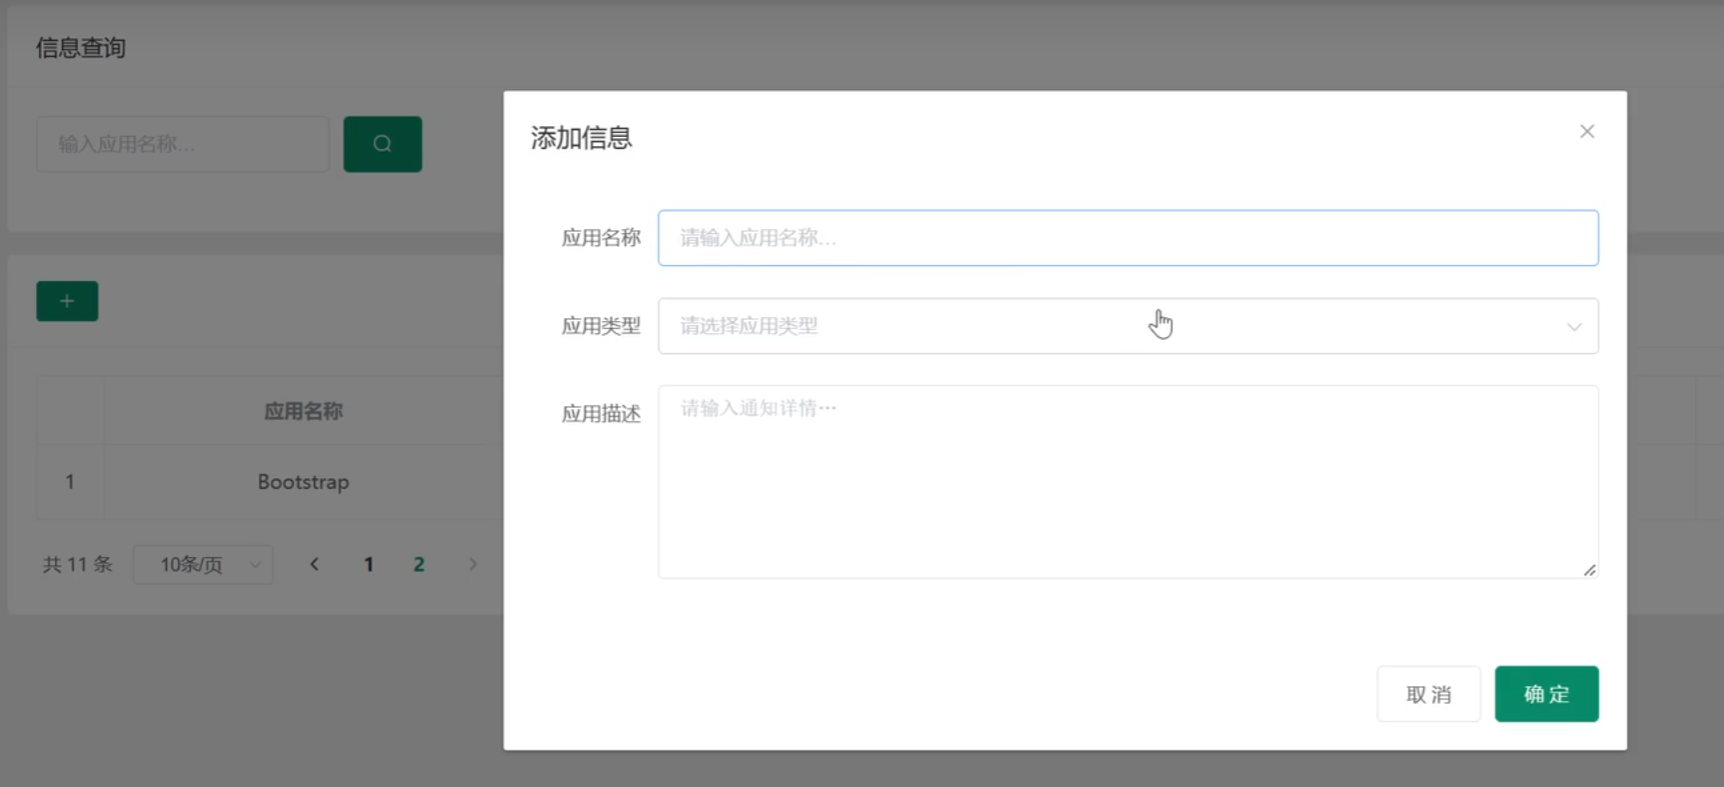 信息查询
输入应用名称...
添加信息
应用名称
请输入应用名称...
应用类型
请选择应用类型
应用描述
请输入通知详情...
应用名称
1
Bootstrap
共 11 条
10条/页
1
2
取 消
确 定